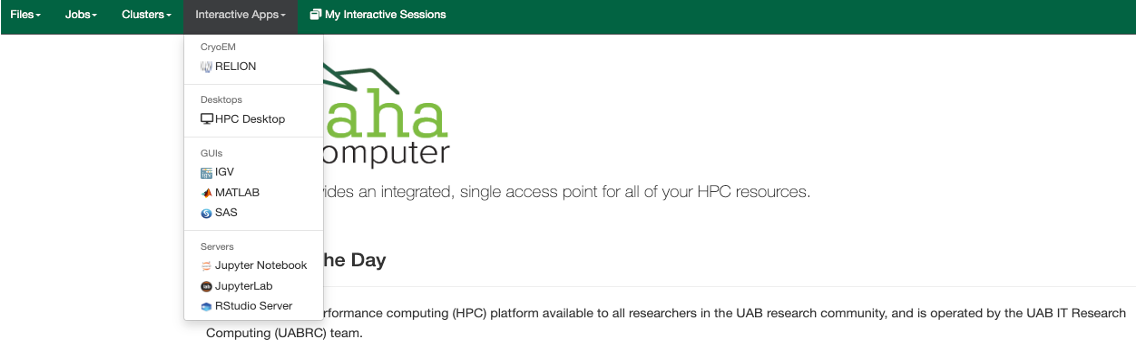 Files Jobs Clusters Interactive Apps My Interactive Sessions
CryoEM
RELION
Desktops
HPC Desktop
GUIs
IGV
MATLAB
SAS
Servers
Jupyter Notebook
JupyterLab
RStudio Server
aha
omputer
vides an integrated, single access point for all of your HPC resources.
he Day
rformance computing (HPC) platform available to all researchers in the UAB research community, and is operated by the UAB IT Research
Computing (UABRC) team.